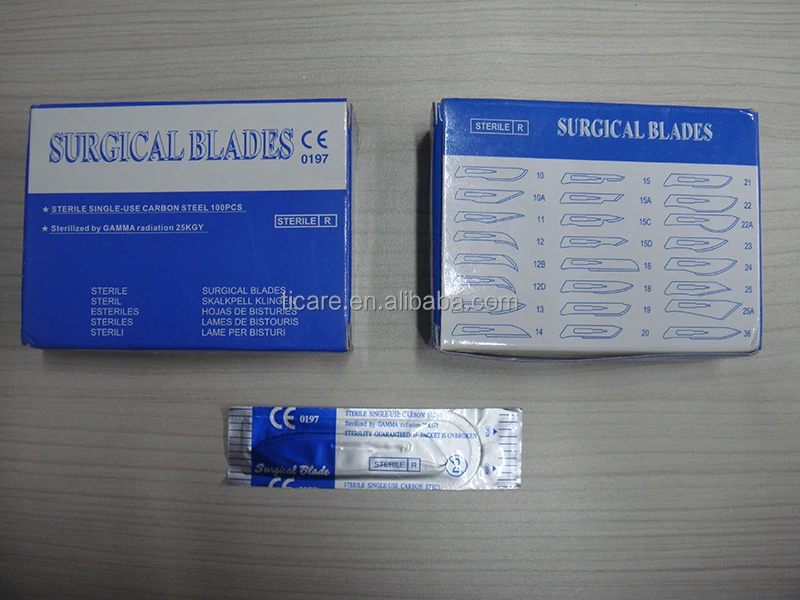 SURGICAL BLADES CE
0197
★ STERILE SINGLE-USE CARBON STEEL 100PCS
★ Sterilized by GAMMA radiation 25KGY
STERILE R
STERILE SURGICAL BLADES
STERIL SKALKPELL KLINGEN
ESTERILES HOJAS DE BISTURIES
STERILES LAMES DE BISTOURIS
STERILI LAME PER BISTURI
STERILE R SURGICAL BLADES
10 15 21
10A 15A 22
11 15C 22A
12 15D 23
12B 16 24
12D 18 25
13 19 25A
14 20 36
ticare.en.alibaba.com
CE 0197 STERILE SINGLE-USE CARBON STEEL
Sterilized by GAMMA radiation 25KGY
STERILITY GUARANTEED IF PACKET IS UNBROKEN
Surgical Blade STERILE R
STERILE SINGLE-USE CARBON STEEL